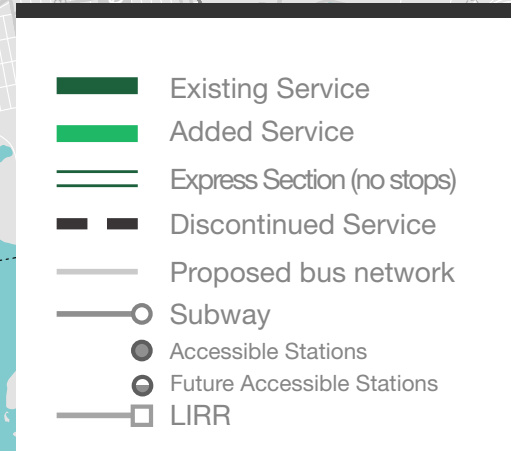 Existing Service
Added Service
Express Section (no stops)
Discontinued Service
Proposed bus network
Subway
Accessible Stations
Future Accessible Stations
LIRR